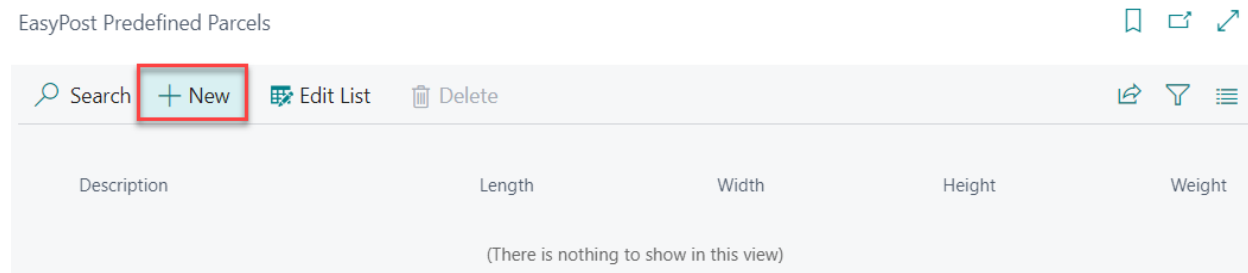 EasyPost Predefined Parcels
Search New Edit List Delete
Description Length Width Height Weight
(There is nothing to show in this view)